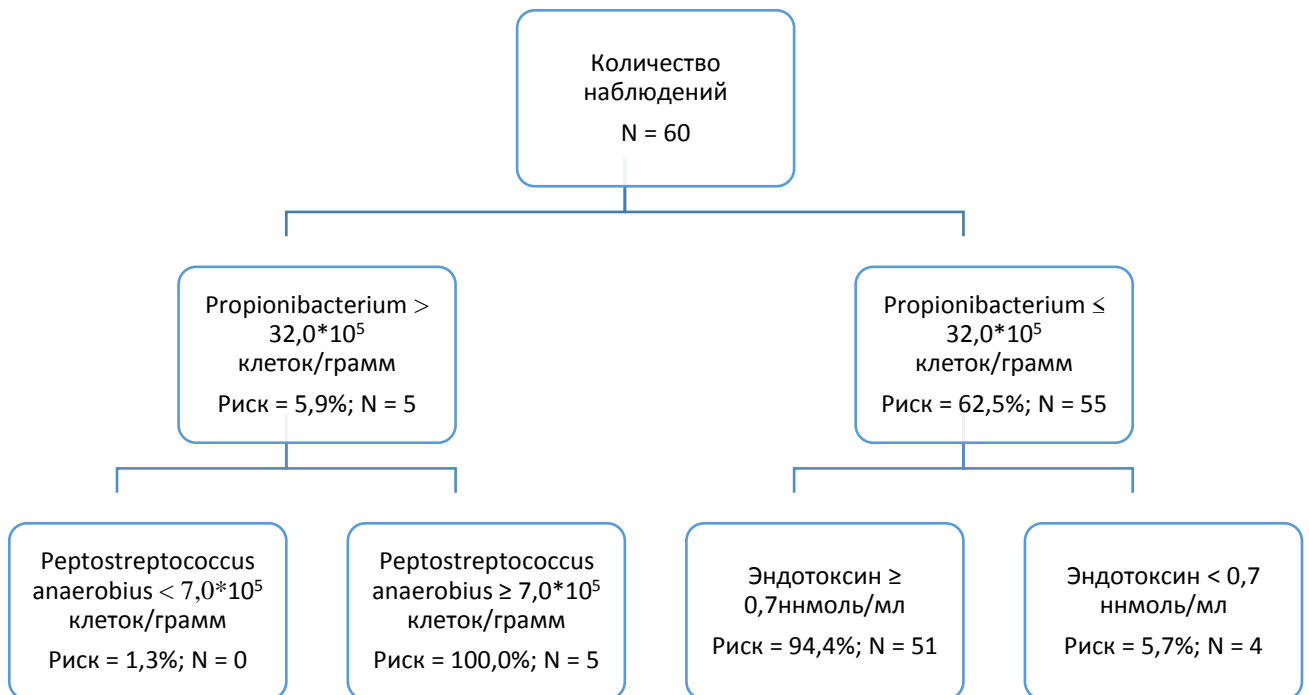 Количество
наблюдений
N = 60
Propionibacterium >
32,0*10⁵
клеток/грамм
Риск = 5,9%; N = 5
Propionibacterium ≤
32,0*10⁵
клеток/грамм
Риск = 62,5%; N = 55
Peptostreptococcus
anaerobius < 7,0*10⁵
клеток/грамм
Риск = 1,3%; N = 0
Peptostreptococcus
anaerobius ≥ 7,0*10⁵
клеток/грамм
Риск = 100,0%; N = 5
Эндотоксин ≥
0,7ннмоль/мл
Риск = 94,4%; N = 51
Эндотоксин < 0,7
ннмоль/мл
Риск = 5,7%; N = 4